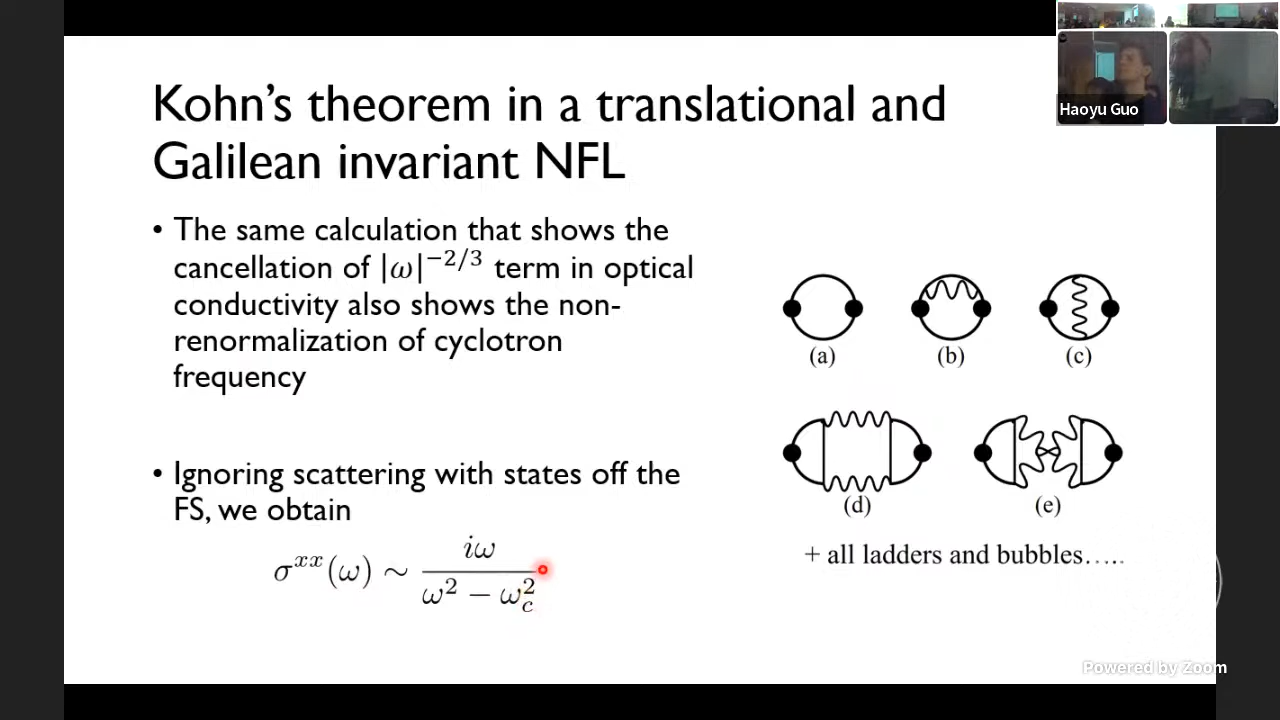 Kohn's theorem in a translational and
Galilean invariant NFL
• The same calculation that shows the
cancellation of |ω|^{-2/3} term in optical
conductivity also shows the non-
renormalization of cyclotron
frequency
• Ignoring scattering with states off the
FS, we obtain
σ^{xx}(ω) ~ iω / (ω² − ω_c²)
(a) (b) (c)
(d) (e)
+ all ladders and bubbles…..
Haoyu Guo
Powered by Zoom